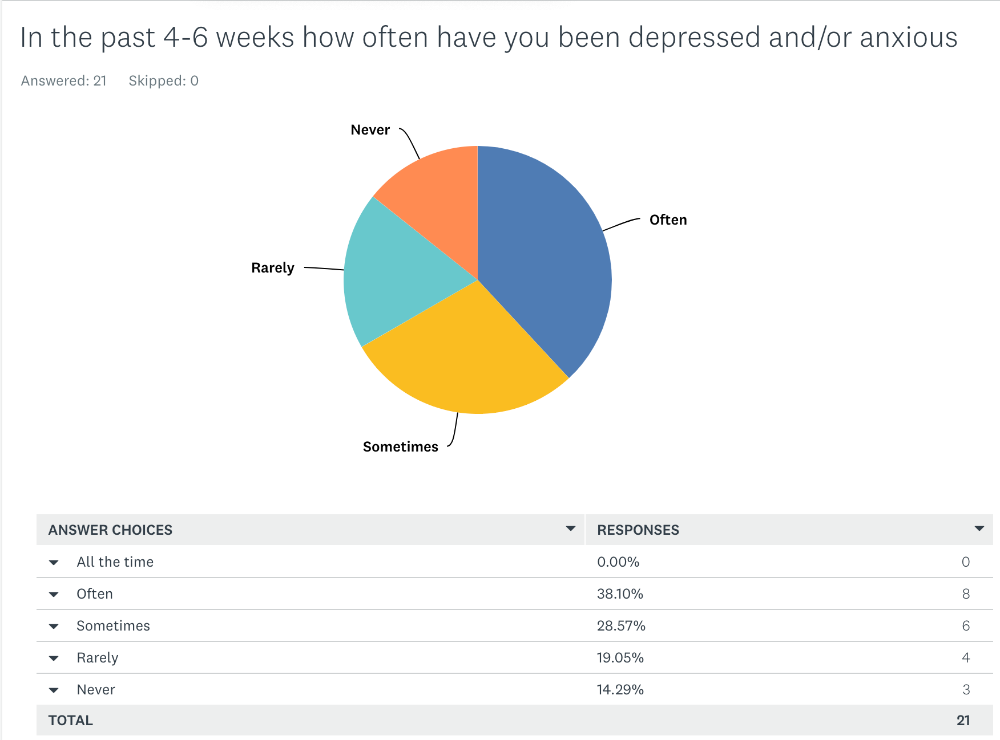 In the past 4-6 weeks how often have you been depressed and/or anxious
Answered: 21 Skipped: 0
Never
Often
Rarely
Sometimes
ANSWER CHOICES RESPONSES
All the time 0.00% 0
Often 38.10% 8
Sometimes 28.57% 6
Rarely 19.05% 4
Never 14.29% 3
TOTAL 21